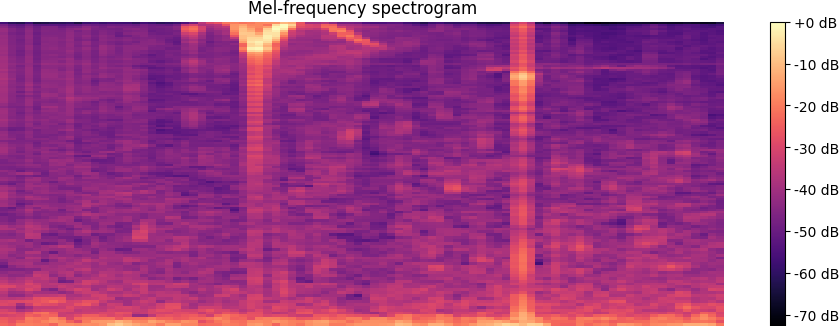 Mel-frequency spectrogram
+0 dB
-10 dB
-20 dB
-30 dB
-40 dB
-50 dB
-60 dB
-70 dB